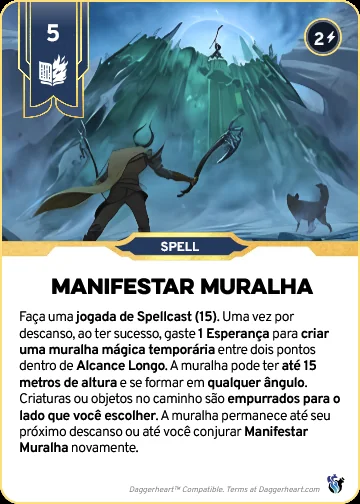 5
2
SPELL
MANIFESTAR MURALHA
Faça uma jogada de Spellcast (15). Uma vez por
descanso, ao ter sucesso, gaste 1 Esperança para criar
uma muralha mágica temporária entre dois pontos
dentro de Alcance Longo. A muralha pode ter até 15
metros de altura e se formar em qualquer ângulo.
Criaturas ou objetos no caminho são empurrados para o
lado que você escolher. A muralha permanece até seu
próximo descanso ou até você conjurar Manifestar
Muralha novamente.
Daggerheart™ Compatible. Terms at Daggerheart.com